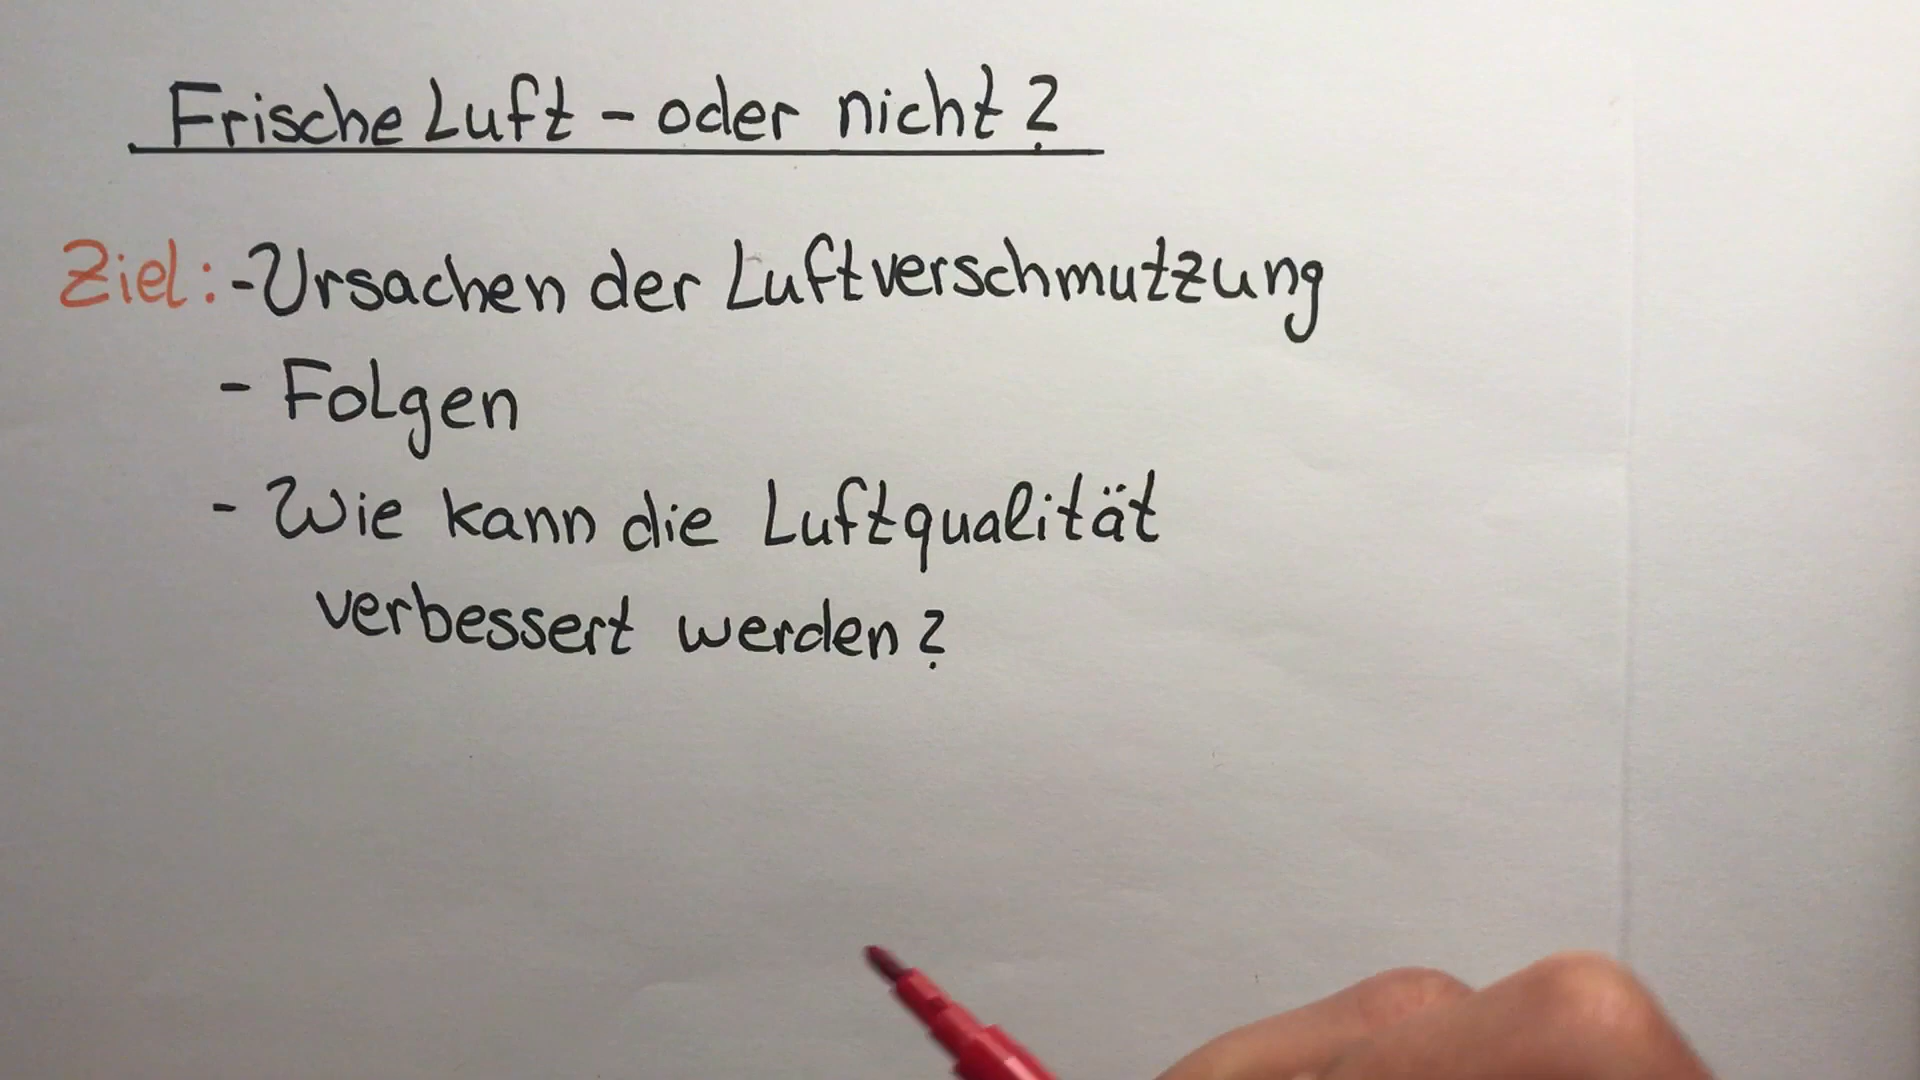 Frische Luft - oder nicht?
Ziel: - Ursachen der Luftverschmutzung
- Folgen
- Wie kann die Luftqualität
verbessert werden?